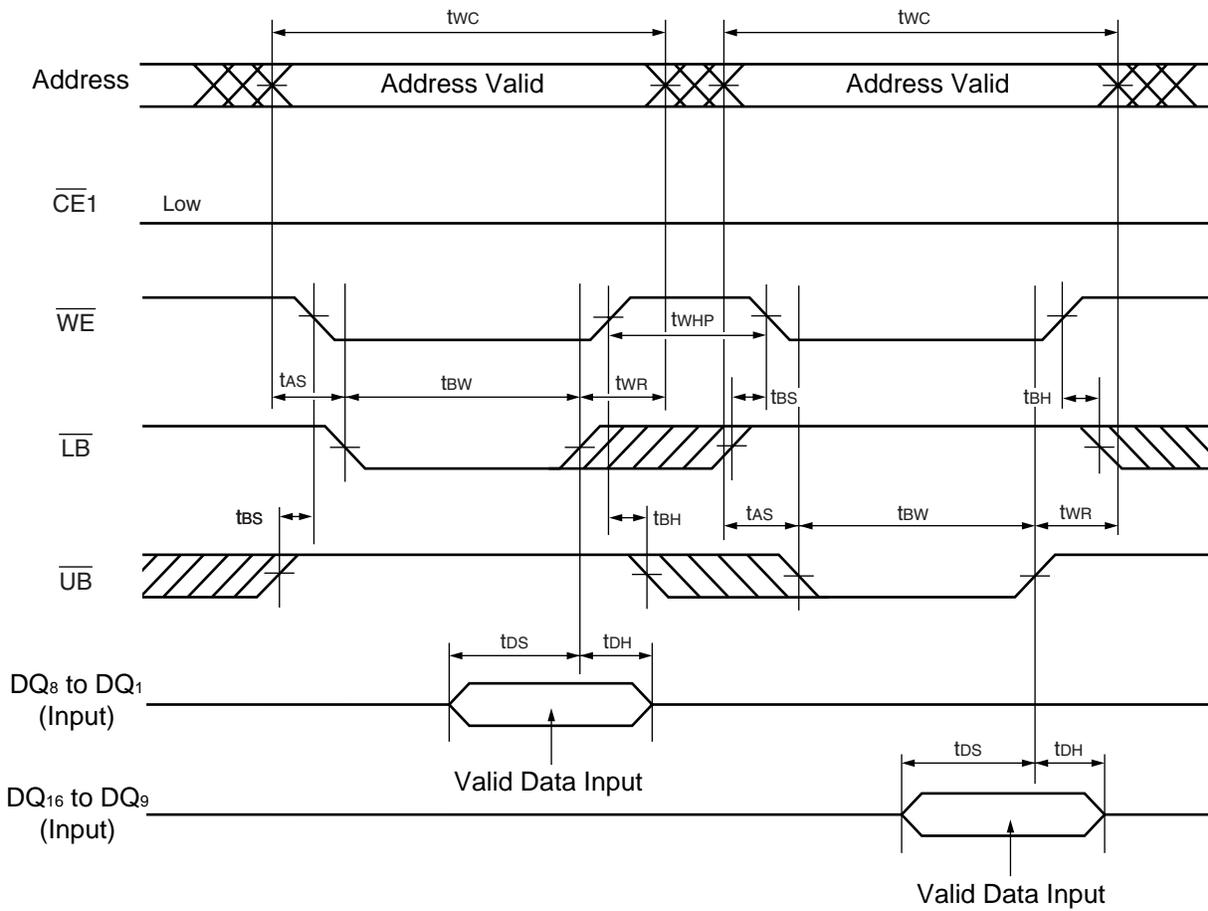 tWC tWC
Address Address Valid Address Valid
CE1 Low
WE
tWHP
tAS tBW tWR tBS tBH
LB
tBS tBH tAS tBW tWR
UB
tDS tDH
DQ8 to DQ1
(Input)
Valid Data Input
tDS tDH
DQ16 to DQ9
(Input)
Valid Data Input